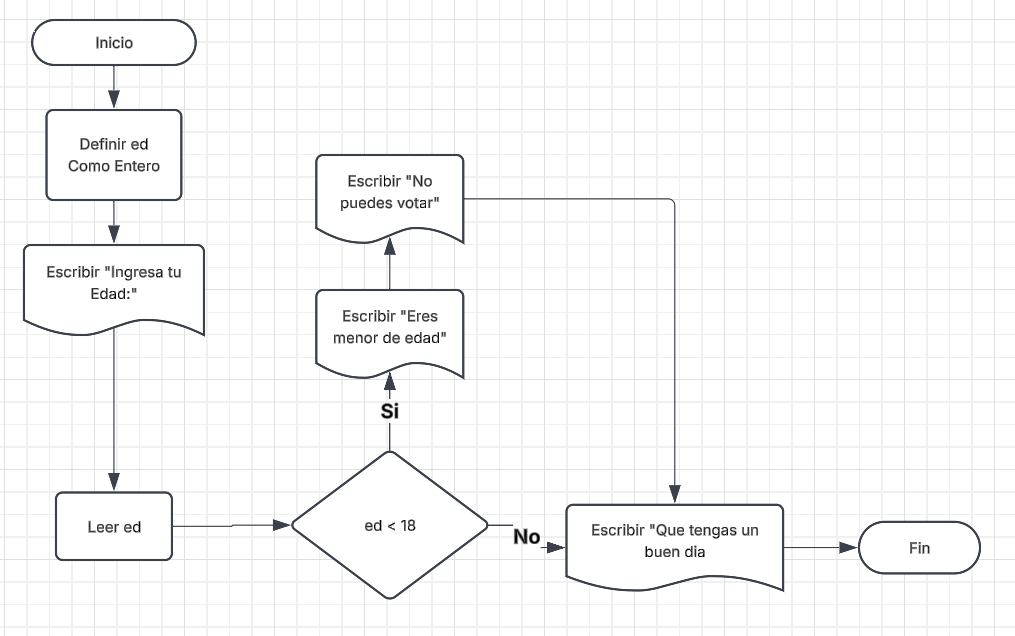 Inicio
Definir ed
Como Entero
Escribir "Ingresa tu
Edad:"
Leer ed
ed < 18
Si
Escribir "Eres
menor de edad"
Escribir "No
puedes votar"
No
Escribir "Que tengas un
buen dia
Fin